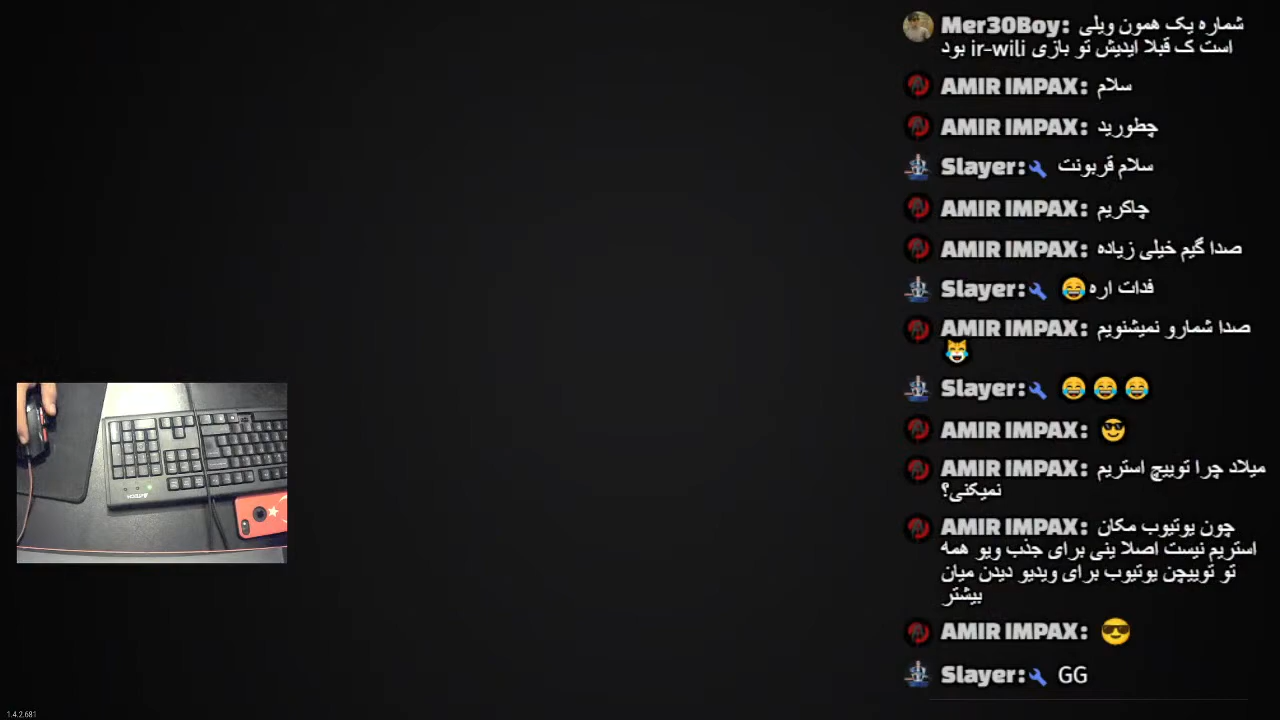 Mer30Boy: شماره یک همون ویلی
است ک قبلا ایدیش تو بازی ir-wili بود
AMIR IMPAX: سلام
AMIR IMPAX: چطورید
Slayer: سلام قربونت
AMIR IMPAX: چاکریم
AMIR IMPAX: صدا گیم خیلی زیاده
Slayer: 😂فدات اره
AMIR IMPAX: صدا شمارو نمیشنویم
😹
Slayer: 😂😂😂
AMIR IMPAX: 😎
AMIR IMPAX: میلاد چرا توییچ استریم
نمیکنی؟
AMIR IMPAX: چون یوتیوب مکان
استریم نیست اصلا ینی برای جذب ویو همه
تو توییچن یوتیوب برای ویدیو دیدن میان
بیشتر
AMIR IMPAX: 😎
Slayer: GG
1.4.2.681